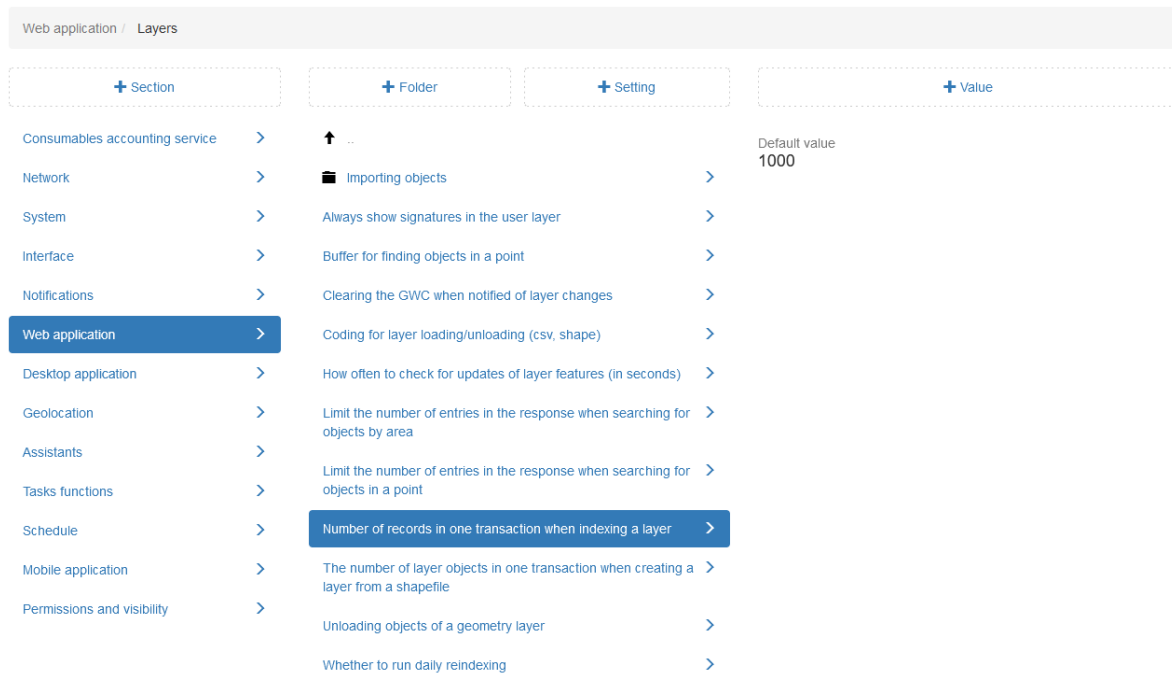 Web application / Layers
+ Section
+ Folder
+ Setting
+ Value
Consumables accounting service
Network
System
Interface
Notifications
Web application
Desktop application
Geolocation
Assistants
Tasks functions
Schedule
Mobile application
Permissions and visibility
..
Importing objects
Always show signatures in the user layer
Buffer for finding objects in a point
Clearing the GWC when notified of layer changes
Coding for layer loading/unloading (csv, shape)
How often to check for updates of layer features (in seconds)
Limit the number of entries in the response when searching for
objects by area
Limit the number of entries in the response when searching for
objects in a point
Number of records in one transaction when indexing a layer
The number of layer objects in one transaction when creating a
layer from a shapefile
Unloading objects of a geometry layer
Whether to run daily reindexing
Default value
1000